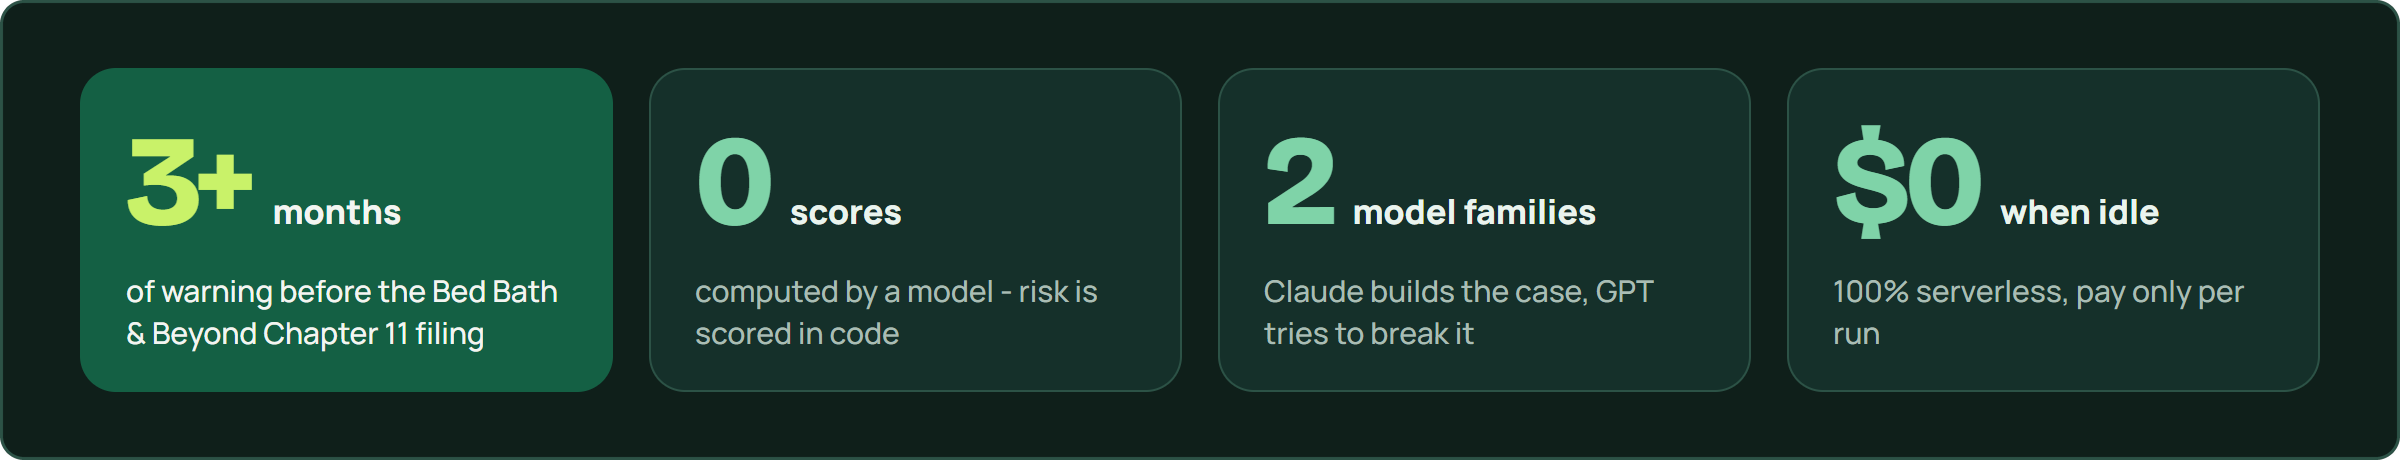 3+ months
of warning before the Bed Bath
& Beyond Chapter 11 filing
0 scores
computed by a model - risk is
scored in code
2 model families
Claude builds the case, GPT
tries to break it
$0 when idle
100% serverless, pay only per
run